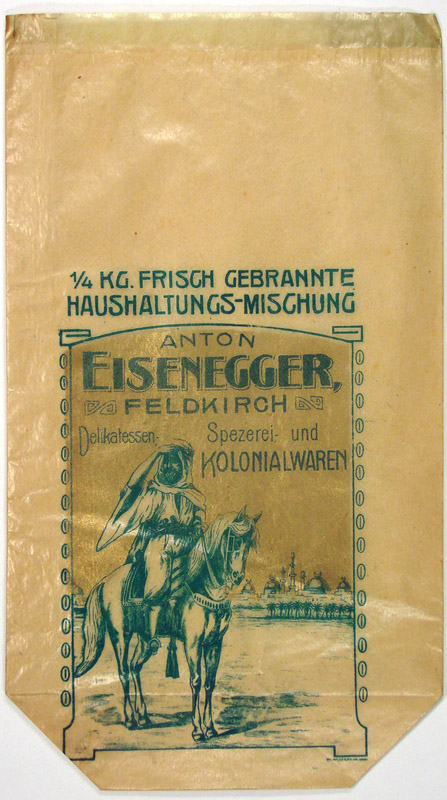 1/4 KG. FRISCH GEBRANNTE
HAUSHALTUNGS-MISCHUNG
ANTON
EISENEGGER,
FELDKIRCH
Delikatessen- Spezerei- und
KOLONIALWAREN